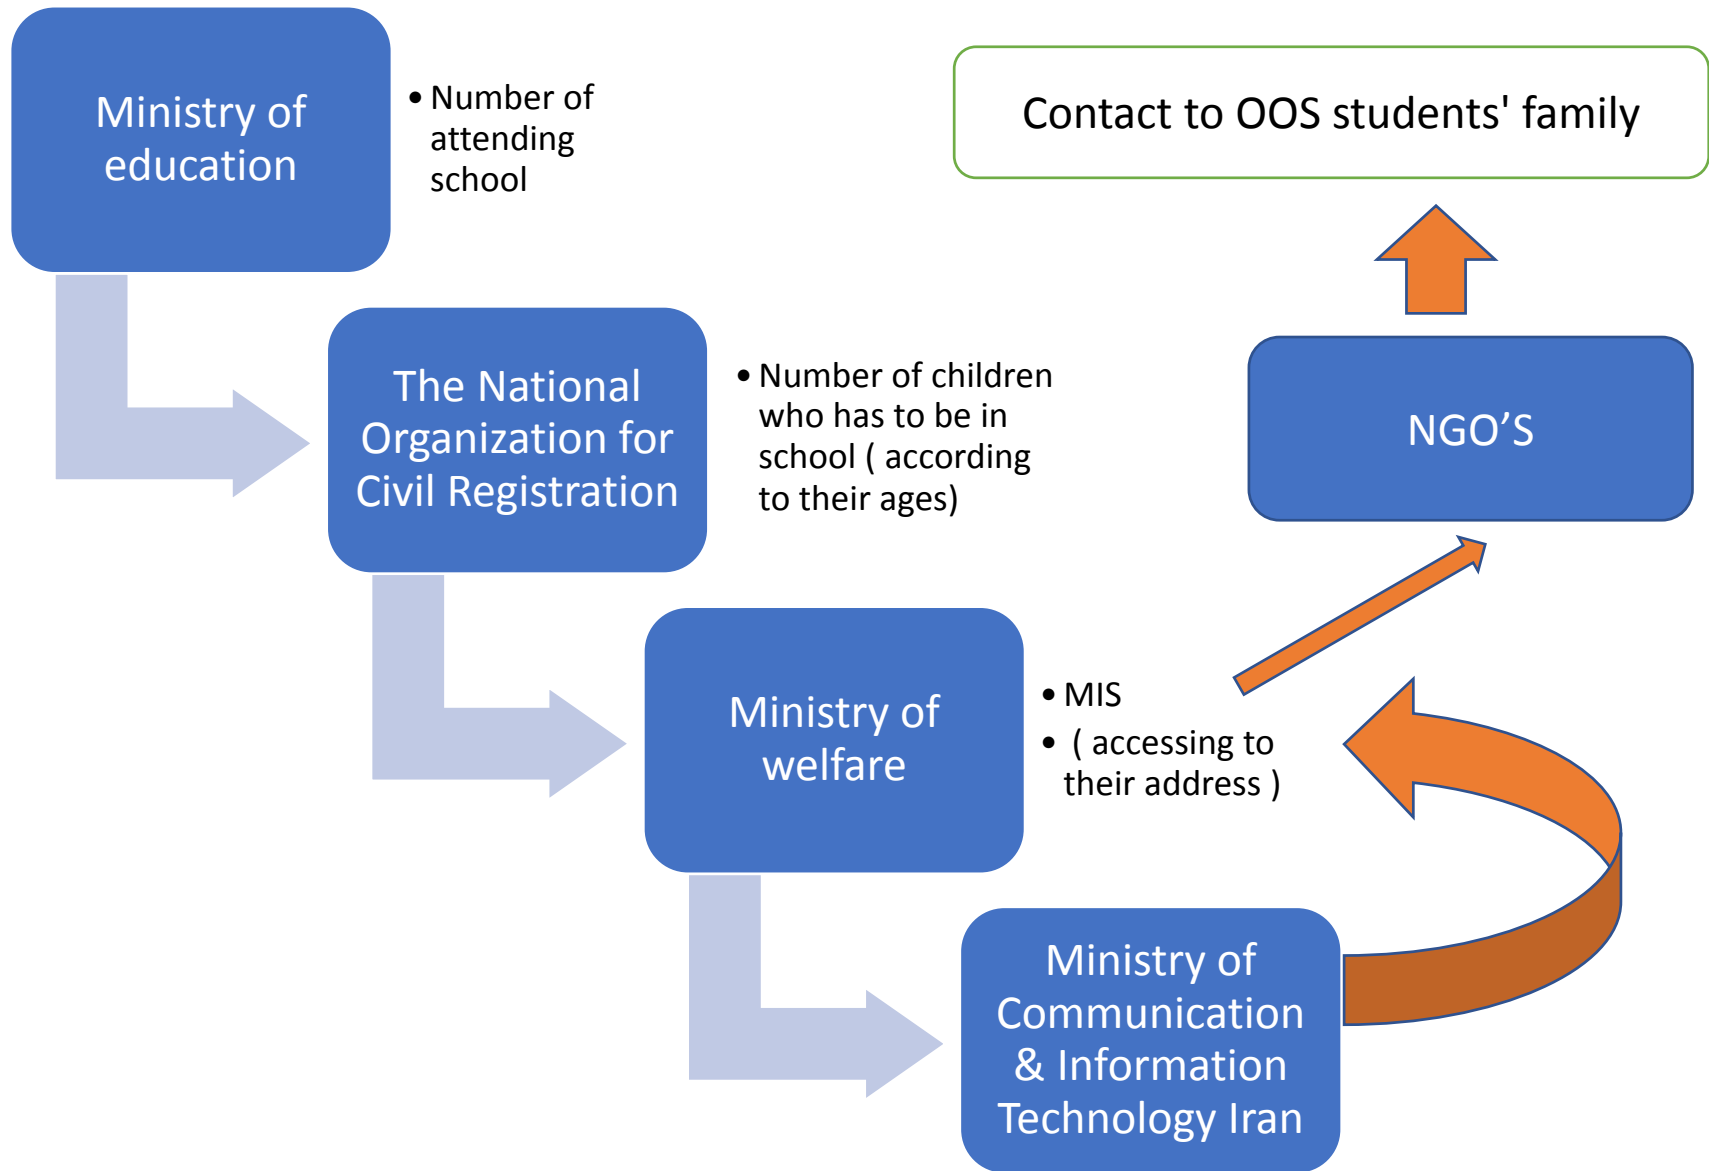 Ministry of
education
• Number of
attending
school
Contact to OOS students' family
The National
Organization for
Civil Registration
• Number of children
who has to be in
school ( according
to their ages)
NGO’S
Ministry of
welfare
• MIS
• ( accessing to
their address )
Ministry of
Communication
& Information
Technology Iran